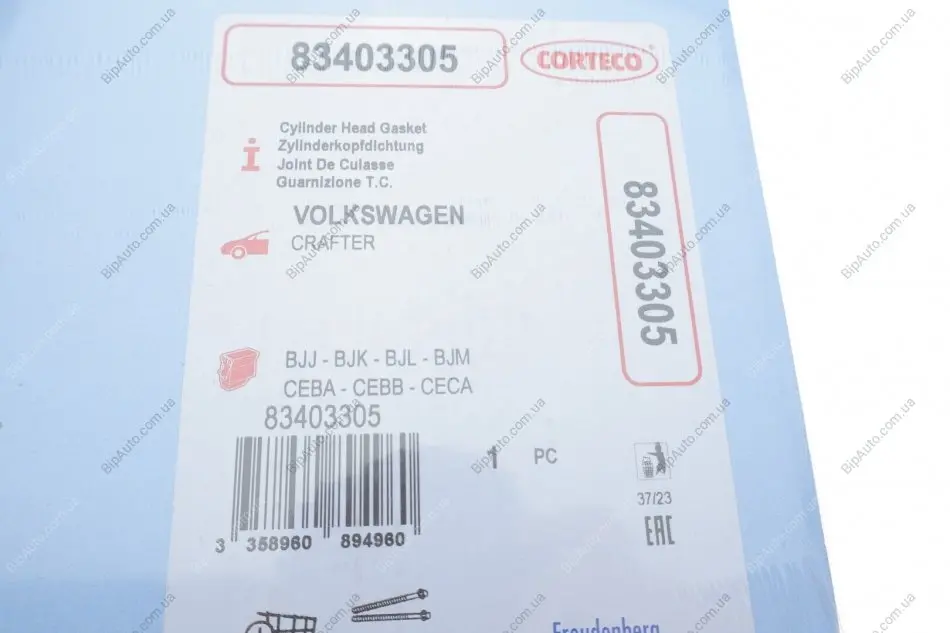 83403305
CORTECO
Cylinder Head Gasket
Zylinderkopfdichtung
Joint De Culasse
Guarnizione T.C.
VOLKSWAGEN
CRAFTER
83403305
BJJ - BJK - BJL - BJM
CEBA - CEBB - CECA
83403305
1 PC
37/23
EAC
3 358960 894960
Freudenberg
BipAuto.com.ua